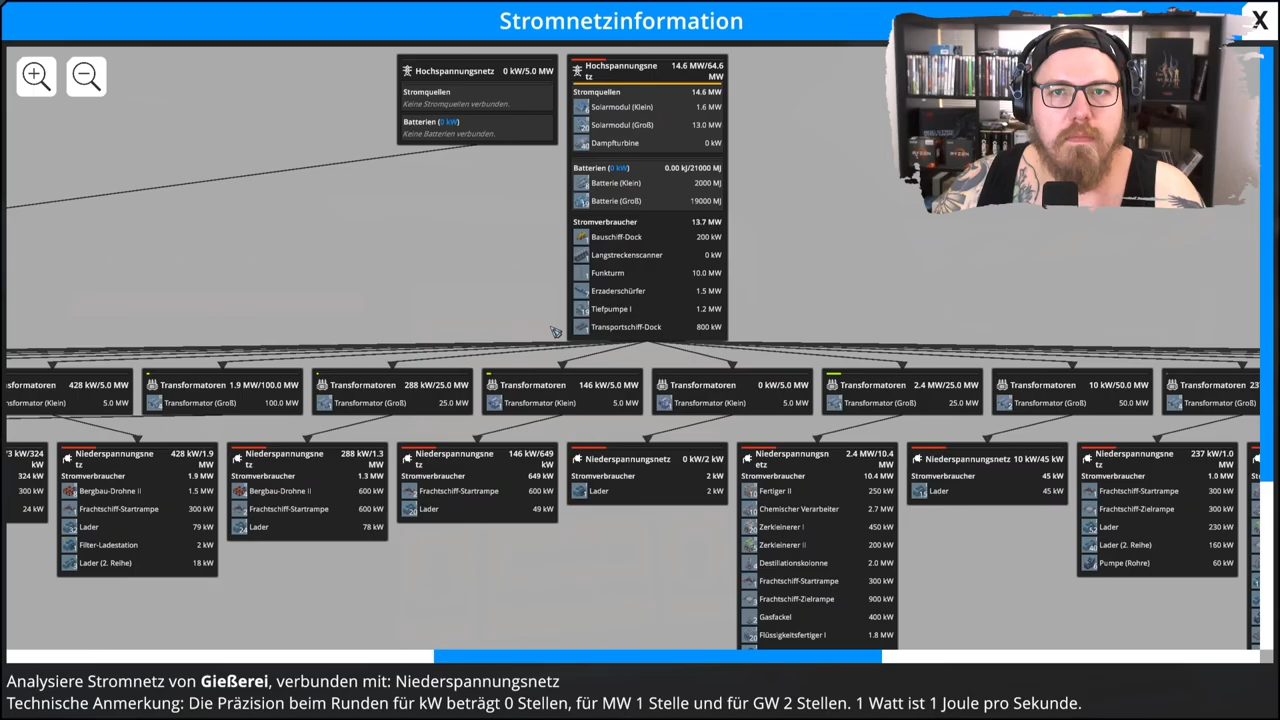 Stromnetzinformation
X
Hochspannungsnetz 0 kW/5.0 MW
Stromquellen
Keine Stromquellen verbunden.
Batterien (0 kW)
Keine Batterien verbunden.
Hochspannungsne 14.6 MW/64.6
tz MW
Stromquellen 14.6 MW
Solarmodul (Klein) 1.6 MW
Solarmodul (Groß) 13.0 MW
Dampfturbine 0 kW
Batterien (0 kW) 0.00 kJ/21000 MJ
Batterie (Klein) 2000 MJ
Batterie (Groß) 19000 MJ
Stromverbraucher 13.7 MW
Bauschiff-Dock 200 kW
Langstreckenscanner 0 kW
Funkturm 10.0 MW
Erzaderschürfer 1.5 MW
Tiefpumpe I 1.2 MW
Transportschiff-Dock 800 kW
sformatoren 428 kW/5.0 MW
nsformator (Klein) 5.0 MW
Transformatoren 1.9 MW/100.0 MW
Transformator (Groß) 100.0 MW
Transformatoren 288 kW/25.0 MW
Transformator (Groß) 25.0 MW
Transformatoren 146 kW/5.0 MW
Transformator (Klein) 5.0 MW
Transformatoren 0 kW/5.0 MW
Transformator (Klein) 5.0 MW
Transformatoren 2.4 MW/25.0 MW
Transformator (Groß) 25.0 MW
Transformatoren 10 kW/50.0 MW
Transformator (Groß) 50.0 MW
Transformatoren 23
Transformator (Groß)
3 kW/324
kW
324 kW
300 kW
24 kW
Niederspannungsne 428 kW/1.9
tz MW
Stromverbraucher 1.9 MW
Bergbau-Drohne II 1.5 MW
Frachtschiff-Startrampe 300 kW
Lader 79 kW
Filter-Ladestation 2 kW
Lader (2. Reihe) 18 kW
Niederspannungsne 288 kW/1.3
tz MW
Stromverbraucher 1.3 MW
Bergbau-Drohne II 600 kW
Frachtschiff-Startrampe 600 kW
Lader 78 kW
Niederspannungsne 146 kW/649
tz kW
Stromverbraucher 649 kW
Frachtschiff-Startrampe 600 kW
Lader 49 kW
Niederspannungsnetz 0 kW/2 kW
Stromverbraucher 2 kW
Lader 2 kW
Niederspannungsn 2.4 MW/10.4
etz MW
Stromverbraucher 10.4 MW
Fertiger II 250 kW
Chemischer Verarbeiter 2.7 MW
Zerkleinerer I 450 kW
Zerkleinerer II 200 kW
Destillationskolonne 2.0 MW
Frachtschiff-Startrampe 300 kW
Frachtschiff-Zielrampe 900 kW
Gasfackel 400 kW
Flüssigkeitsfertiger I 1.8 MW
Niederspannungsnetz 10 kW/45 kW
Stromverbraucher 45 kW
Lader 45 kW
Niederspannungsne 237 kW/1.0
tz MW
Stromverbraucher 1.0 MW
Frachtschiff-Startrampe 300 kW
Frachtschiff-Zielrampe 300 kW
Lader 230 kW
Lader (2. Reihe) 160 kW
Pumpe (Rohre) 60 kW
Analysiere Stromnetz von Gießerei, verbunden mit: Niederspannungsnetz
Technische Anmerkung: Die Präzision beim Runden für kW beträgt 0 Stellen, für MW 1 Stelle und für GW 2 Stellen. 1 Watt ist 1 Joule pro Sekunde.